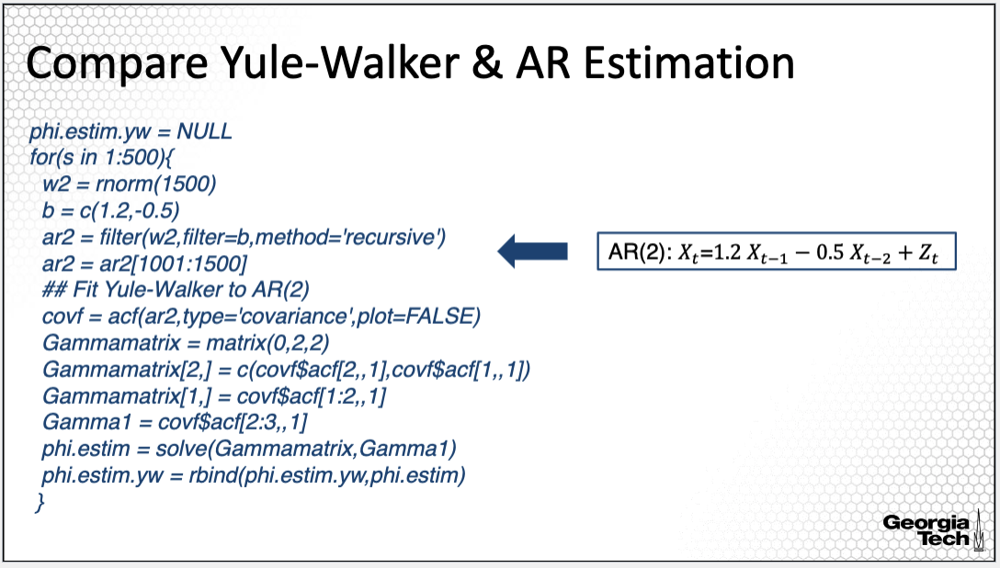 Compare Yule-Walker & AR Estimation
phi.estim.yw = NULL
for(s in 1:500){
w2 = rnorm(1500)
b = c(1.2,-0.5)
ar2 = filter(w2,filter=b,method='recursive')
AR(2): Xₜ=1.2 Xₜ₋₁ − 0.5 Xₜ₋₂ + Zₜ
ar2 = ar2[1001:1500]
## Fit Yule-Walker to AR(2)
covf = acf(ar2,type='covariance',plot=FALSE)
Gammamatrix = matrix(0,2,2)
Gammamatrix[2,] = c(covf$acf[2,,1],covf$acf[1,,1])
Gammamatrix[1,] = covf$acf[1:2,,1]
Gamma1 = covf$acf[2:3,,1]
phi.estim = solve(Gammamatrix,Gamma1)
phi.estim.yw = rbind(phi.estim.yw,phi.estim)
}
Georgia
Tech